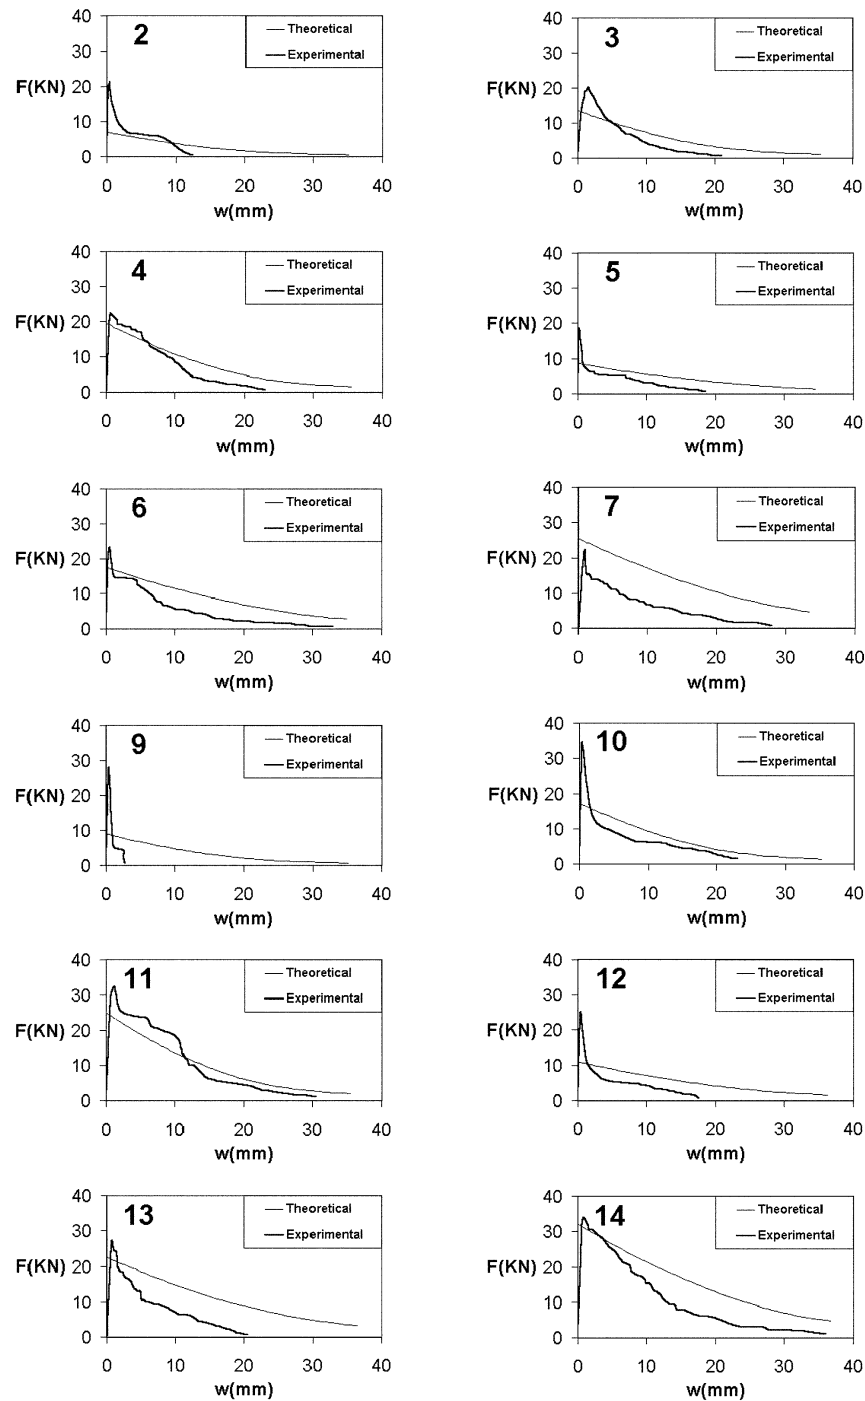 40 2 Theoretical
30 Experimental
F(KN) 20
10
0
0 10 20 30 40
w(mm)
40 3 Theoretical
30 Experimental
F(KN) 20
10
0
0 10 20 30 40
w(mm)
40 4 Theoretical
30 Experimental
F(KN) 20
10
0
0 10 20 30 40
w(mm)
40 5 Theoretical
30 Experimental
F(KN) 20
10
0
0 10 20 30 40
w(mm)
40 6 Theoretical
30 Experimental
F(KN) 20
10
0
0 10 20 30 40
w(mm)
40 7 Theoretical
30 Experimental
F(KN) 20
10
0
0 10 20 30 40
w(mm)
40 9 Theoretical
30 Experimental
F(KN) 20
10
0
0 10 20 30 40
w(mm)
40 10 Theoretical
30 Experimental
F(KN) 20
10
0
0 10 20 30 40
w(mm)
40 11 Theoretical
30 Experimental
F(KN) 20
10
0
0 10 20 30 40
w(mm)
40 12 Theoretical
30 Experimental
F(KN) 20
10
0
0 10 20 30 40
w(mm)
40 13 Theoretical
30 Experimental
F(KN) 20
10
0
0 10 20 30 40
w(mm)
40 14 Theoretical
30 Experimental
F(KN) 20
10
0
0 10 20 30 40
w(mm)